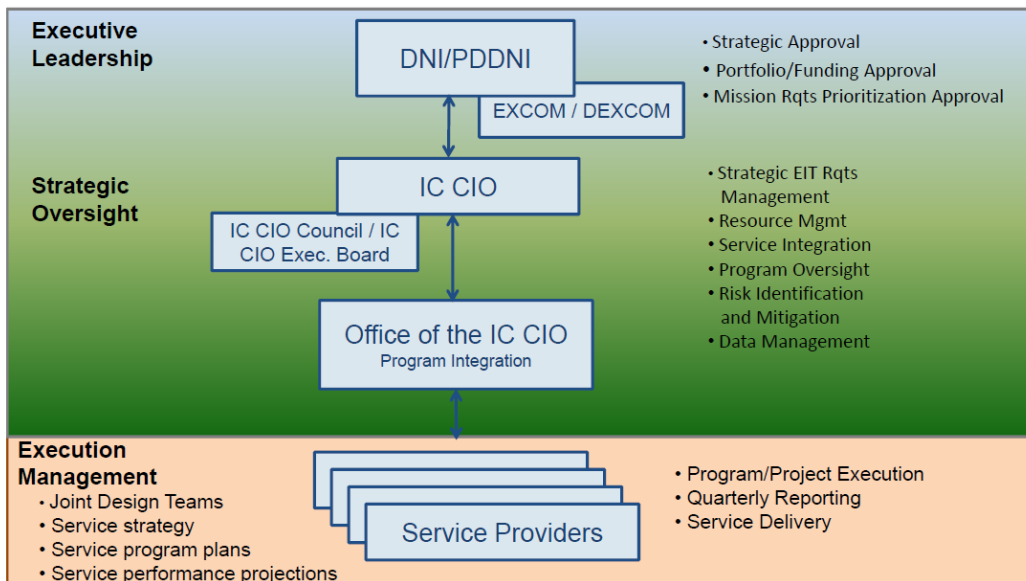 Executive
Leadership
DNI/PDDNI
EXCOM / DEXCOM
• Strategic Approval
• Portfolio/Funding Approval
• Mission Rqts Prioritization Approval
Strategic
Oversight
IC CIO
IC CIO Council / IC
CIO Exec. Board
Office of the IC CIO
Program Integration
• Strategic EIT Rqts
Management
• Resource Mgmt
• Service Integration
• Program Oversight
• Risk Identification
and Mitigation
• Data Management
Execution
Management
• Joint Design Teams
• Service strategy
• Service program plans
• Service performance projections
Service Providers
• Program/Project Execution
• Quarterly Reporting
• Service Delivery